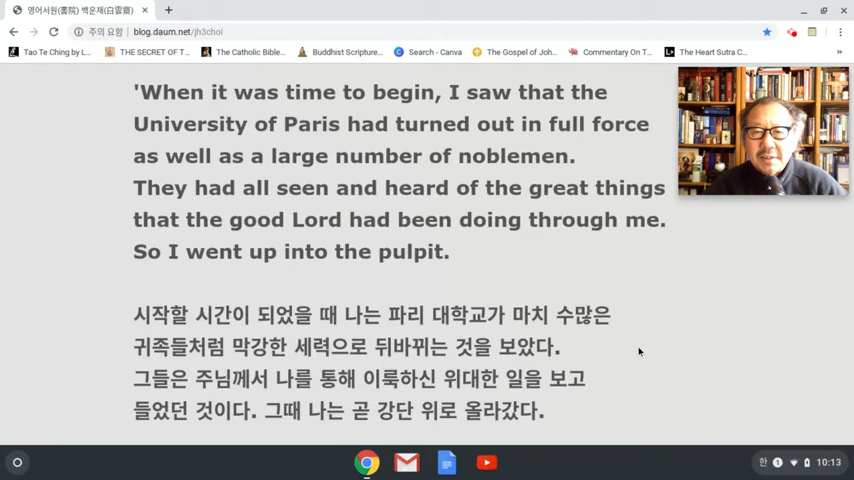 영어서원(書院) 백운재(白雲齋)
주의 요함
blog.daum.net/jh3choi
Tao Te Ching by L...
THE SECRET OF T...
The Catholic Bible...
Buddhist Scripture...
Search - Canva
The Gospel of Joh...
Commentary On T...
The Heart Sutra C...
'When it was time to begin, I saw that the
University of Paris had turned out in full force
as well as a large number of noblemen.
They had all seen and heard of the great things
that the good Lord had been doing through me.
So I went up into the pulpit.
시작할 시간이 되었을 때 나는 파리 대학교가 마치 수많은
귀족들처럼 막강한 세력으로 뒤바뀌는 것을 보았다.
그들은 주님께서 나를 통해 이룩하신 위대한 일을 보고
들었던 것이다. 그때 나는 곧 강단 위로 올라갔다.
한 1 10:13